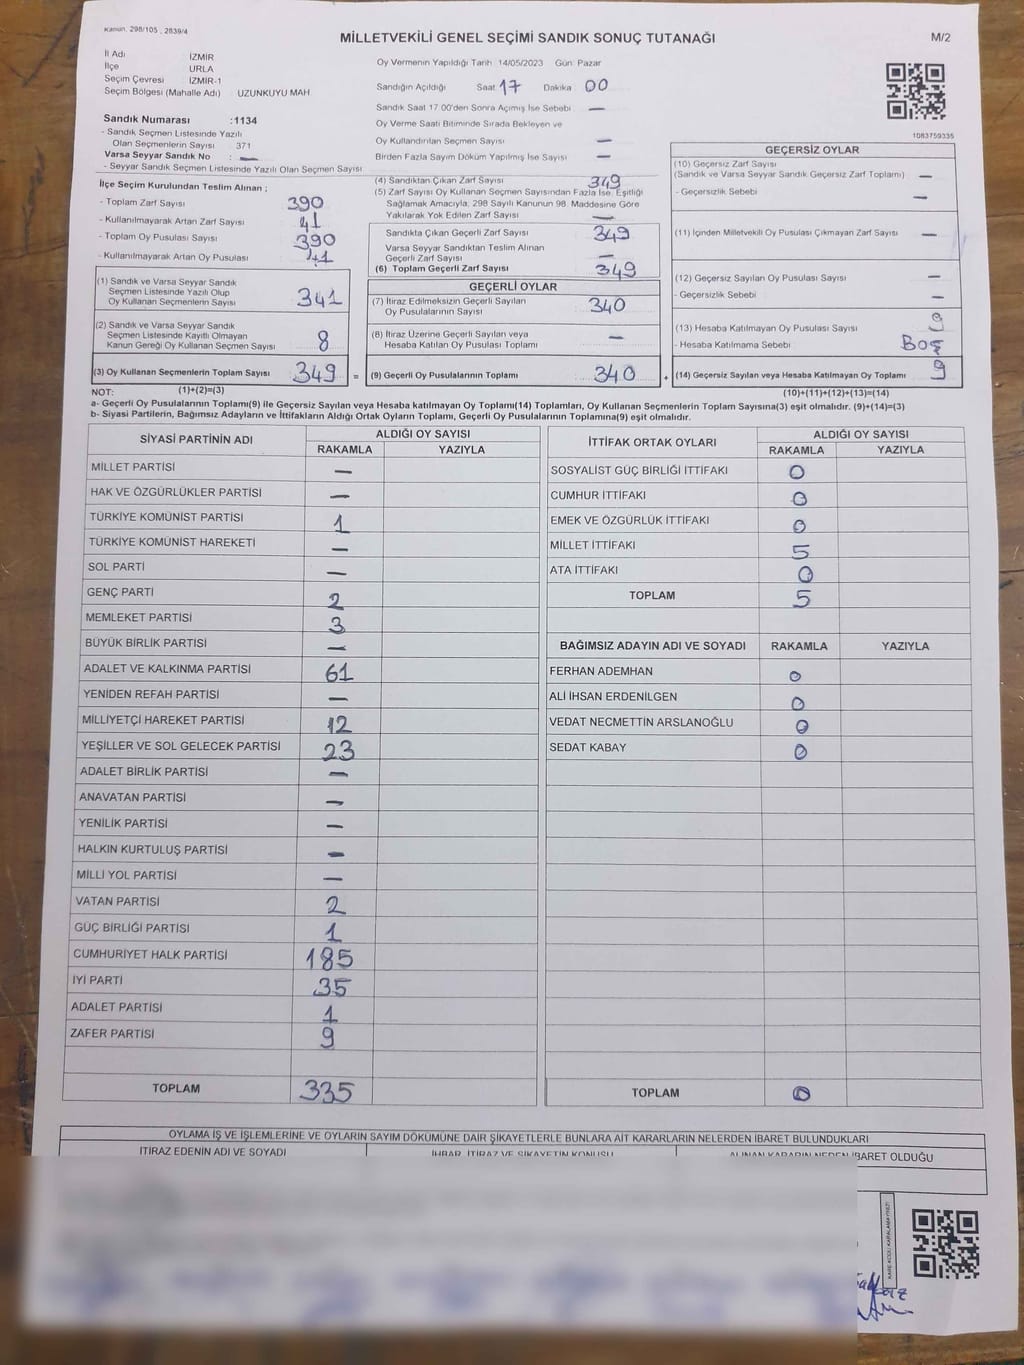 Kanun, 298/105 , 2839/4
MİLLETVEKİLİ GENEL SEÇİMİ SANDIK SONUÇ TUTANAĞI
M/2
İl Adı İZMİR
İlçe URLA
Seçim Çevresi İZMİR-1
Seçim Bölgesi (Mahalle Adı) UZUNKUYU MAH
Oy Vermenin Yapıldığı Tarih 14/05/2023 Gün: Pazar
Sandığın Açıldığı Saat 17 Dakika 00
Sandık Saat 17.00'den Sonra Açılmış İse Sebebi —
Oy Verme Saati Bitiminde Sırada Bekleyen ve
Oy Kullandırılan Seçmen Sayısı —
Birden Fazla Sayım Döküm Yapılmış İse Sayısı —
1083759335
Sandık Numarası :1134
- Sandık Seçmen Listesinde Yazılı
Olan Seçmenlerin Sayısı 371
Varsa Seyyar Sandık No : —
- Seyyar Sandık Seçmen Listesinde Yazılı Olan Seçmen Sayısı
İlçe Seçim Kurulundan Teslim Alınan ;
- Toplam Zarf Sayısı 390
- Kullanılmayarak Artan Zarf Sayısı 41
- Toplam Oy Pusulası Sayısı 390
- Kullanılmayarak Artan Oy Pusulası 41
(1) Sandık ve Varsa Seyyar Sandık
Seçmen Listesinde Yazılı Olup
Oy Kullanan Seçmenlerin Sayısı 341
(2) Sandık ve Varsa Seyyar Sandık
Seçmen Listesinde Kayıtlı Olmayan
Kanun Gereği Oy Kullanan Seçmen Sayısı 8
(3) Oy Kullanan Seçmenlerin Toplam Sayısı 349 =
(1)+(2)=(3)
(4) Sandıktan Çıkan Zarf Sayısı 349
(5) Zarf Sayısı Oy Kullanan Seçmen Sayısından Fazla İse, Eşitliği
Sağlamak Amacıyla, 298 Sayılı Kanunun 98. Maddesine Göre
Yakılarak Yok Edilen Zarf Sayısı —
Sandıkta Çıkan Geçerli Zarf Sayısı 349
Varsa Seyyar Sandıktan Teslim Alınan
Geçerli Zarf Sayısı —
(6) Toplam Geçerli Zarf Sayısı 349
GEÇERLİ OYLAR
(7) İtiraz Edilmeksizin Geçerli Sayılan
Oy Pusulalarının Sayısı 340
(8) İtiraz Üzerine Geçerli Sayılan veya
Hesaba Katılan Oy Pusulası Toplamı —
(9) Geçerli Oy Pusulalarının Toplamı 340 +
GEÇERSİZ OYLAR
(10) Geçersiz Zarf Sayısı
(Sandık ve Varsa Seyyar Sandık Geçersiz Zarf Toplamı) —
- Geçersizlik Sebebi —
(11) İçinden Milletvekili Oy Pusulası Çıkmayan Zarf Sayısı —
(12) Geçersiz Sayılan Oy Pusulası Sayısı —
- Geçersizlik Sebebi —
(13) Hesaba Katılmayan Oy Pusulası Sayısı 9
- Hesaba Katılmama Sebebi BOŞ
(14) Geçersiz Sayılan veya Hesaba Katılmayan Oy Toplamı 9
(10)+(11)+(12)+(13)=(14)
NOT:
a- Geçerli Oy Pusulalarının Toplamı(9) ile Geçersiz Sayılan veya Hesaba katılmayan Oy Toplamı(14) Toplamları, Oy Kullanan Seçmenlerin Toplam Sayısına(3) eşit olmalıdır. (9)+(14)=(3)
b- Siyasi Partilerin, Bağımsız Adayların ve İttifakların Aldığı Ortak Oyların Toplamı, Geçerli Oy Pusulalarının Toplamına(9) eşit olmalıdır.
SİYASİ PARTİNİN ADI ALDIĞI OY SAYISI
RAKAMLA YAZIYLA
MİLLET PARTİSİ —
HAK VE ÖZGÜRLÜKLER PARTİSİ —
TÜRKİYE KOMÜNİST PARTİSİ 1
TÜRKİYE KOMÜNİST HAREKETİ —
SOL PARTİ —
GENÇ PARTİ 2
MEMLEKET PARTİSİ 3
BÜYÜK BİRLİK PARTİSİ —
ADALET VE KALKINMA PARTİSİ 61
YENİDEN REFAH PARTİSİ —
MİLLİYETÇİ HAREKET PARTİSİ 12
YEŞİLLER VE SOL GELECEK PARTİSİ 23
ADALET BİRLİK PARTİSİ —
ANAVATAN PARTİSİ —
YENİLİK PARTİSİ —
HALKIN KURTULUŞ PARTİSİ —
MİLLİ YOL PARTİSİ —
VATAN PARTİSİ 2
GÜÇ BİRLİĞİ PARTİSİ 1
CUMHURİYET HALK PARTİSİ 185
İYİ PARTİ 35
ADALET PARTİSİ 1
ZAFER PARTİSİ 9
TOPLAM 335
İTTİFAK ORTAK OYLARI ALDIĞI OY SAYISI
RAKAMLA YAZIYLA
SOSYALİST GÜÇ BİRLİĞİ İTTİFAKI 0
CUMHUR İTTİFAKI 0
EMEK VE ÖZGÜRLÜK İTTİFAKI 0
MİLLET İTTİFAKI 5
ATA İTTİFAKI 0
TOPLAM 5
BAĞIMSIZ ADAYIN ADI VE SOYADI RAKAMLA YAZIYLA
FERHAN ADEMHAN 0
ALİ İHSAN ERDENİLGEN 0
VEDAT NECMETTİN ARSLANOĞLU 0
SEDAT KABAY 0
TOPLAM 0
OYLAMA İŞ VE İŞLEMLERİNE VE OYLARIN SAYIM DÖKÜMÜNE DAİR ŞİKAYETLERLE BUNLARA AİT KARARLARIN NELERDEN İBARET BULUNDUKLARI
İTİRAZ EDENİN ADI VE SOYADI İHBAR, İTİRAZ VE ŞİKAYETİN KONUSU ALINAN KARARIN NEDEN İBARET OLDUĞU